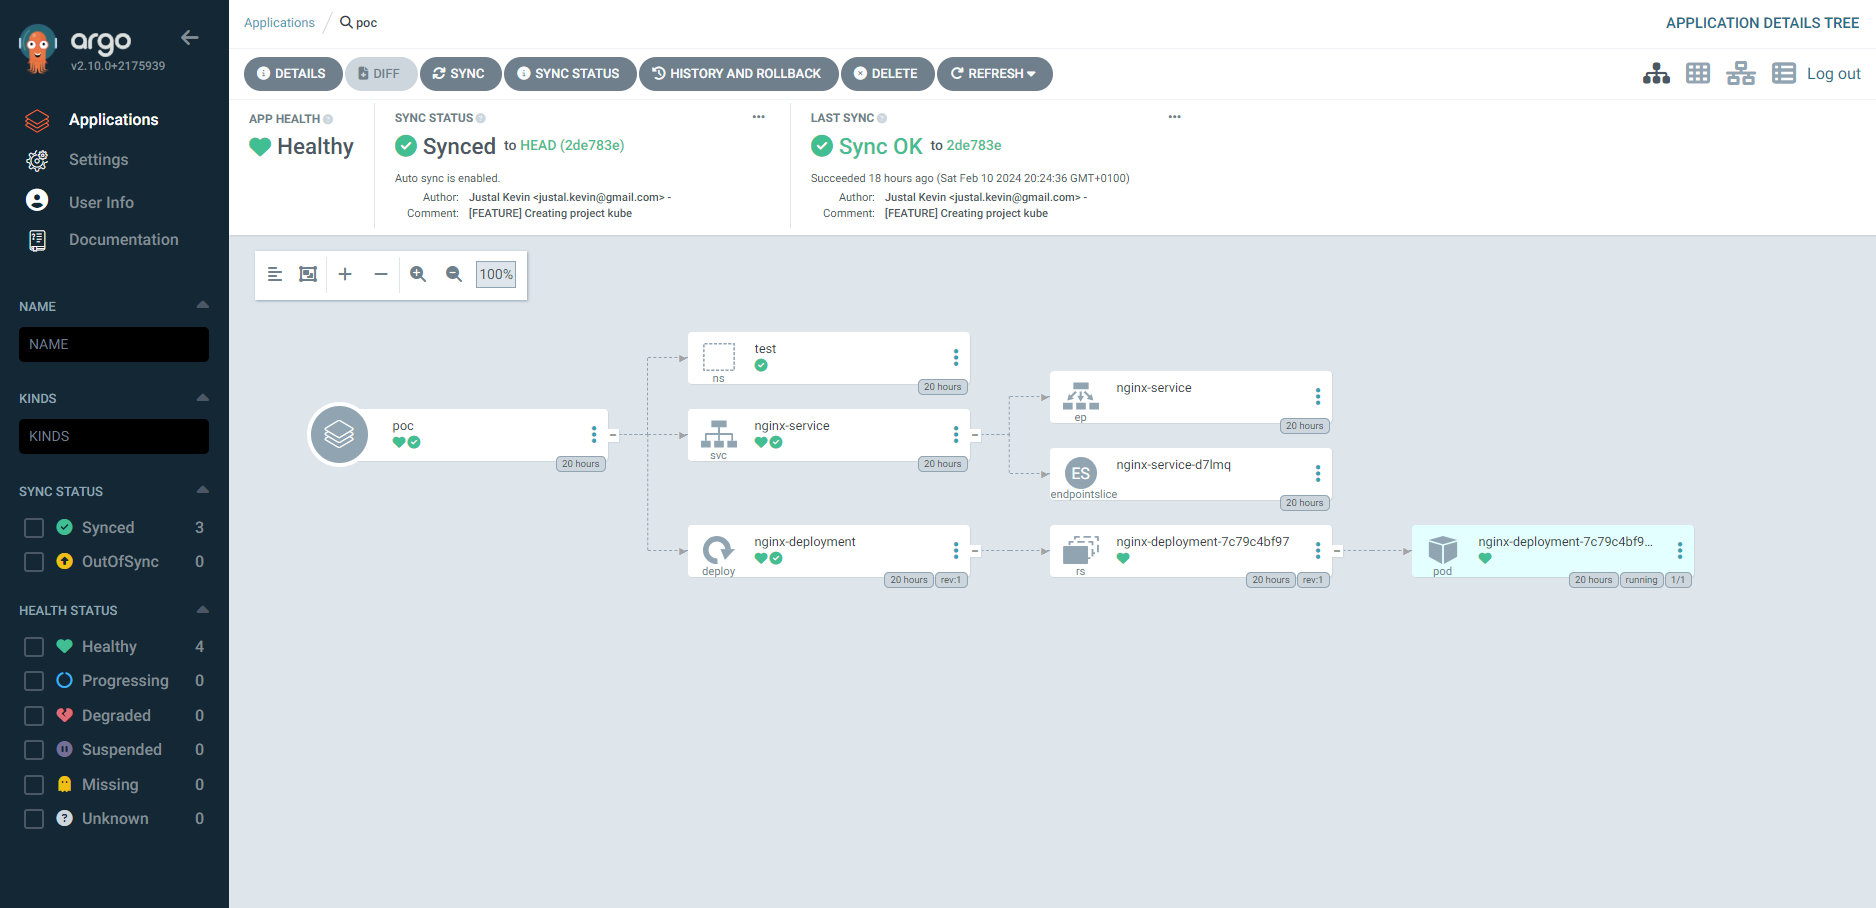 argo
v2.10.0+2175939
Applications
Settings
User Info
Documentation
NAME
NAME
KINDS
KINDS
SYNC STATUS
Synced 3
OutOfSync 0
HEALTH STATUS
Healthy 4
Progressing 0
Degraded 0
Suspended 0
Missing 0
Unknown 0
Applications / poc
APPLICATION DETAILS TREE
DETAILS DIFF SYNC SYNC STATUS HISTORY AND ROLLBACK DELETE REFRESH
Log out
APP HEALTH
Healthy
SYNC STATUS
Synced to HEAD (2de783e)
Auto sync is enabled.
Author: Justal Kevin <justal.kevin@gmail.com> -
Comment: [FEATURE] Creating project kube
LAST SYNC
Sync OK to 2de783e
Succeeded 18 hours ago (Sat Feb 10 2024 20:24:36 GMT+0100)
Author: Justal Kevin <justal.kevin@gmail.com> -
Comment: [FEATURE] Creating project kube
100%
poc
20 hours
test
ns
20 hours
nginx-service
svc
20 hours
nginx-deployment
deploy
20 hours rev:1
nginx-service
ep
20 hours
ES
nginx-service-d7lmq
endpointslice
20 hours
nginx-deployment-7c79c4bf97
rs
20 hours rev:1
nginx-deployment-7c79c4bf9...
pod
20 hours running 1/1